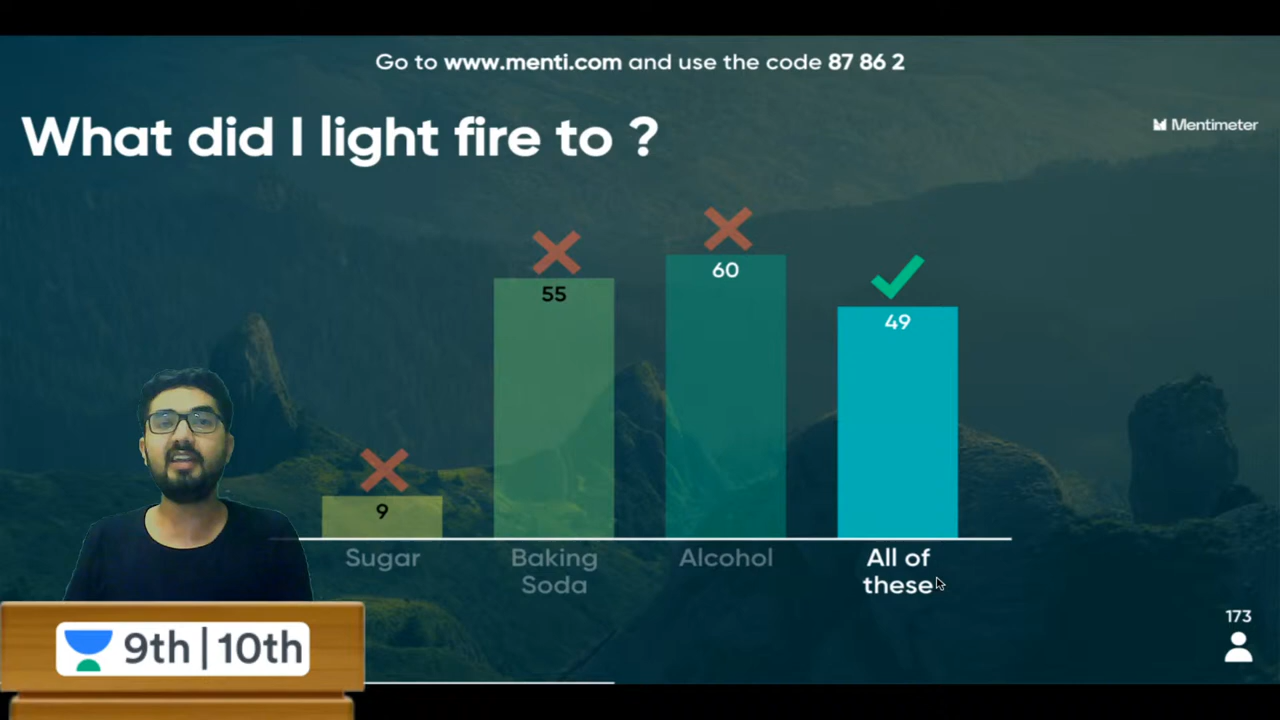 Go to www.menti.com and use the code 87 86 2
What did I light fire to ?
Mentimeter
60
55
49
9
Sugar
Baking
Soda
Alcohol
All of
these
173
9th | 10th